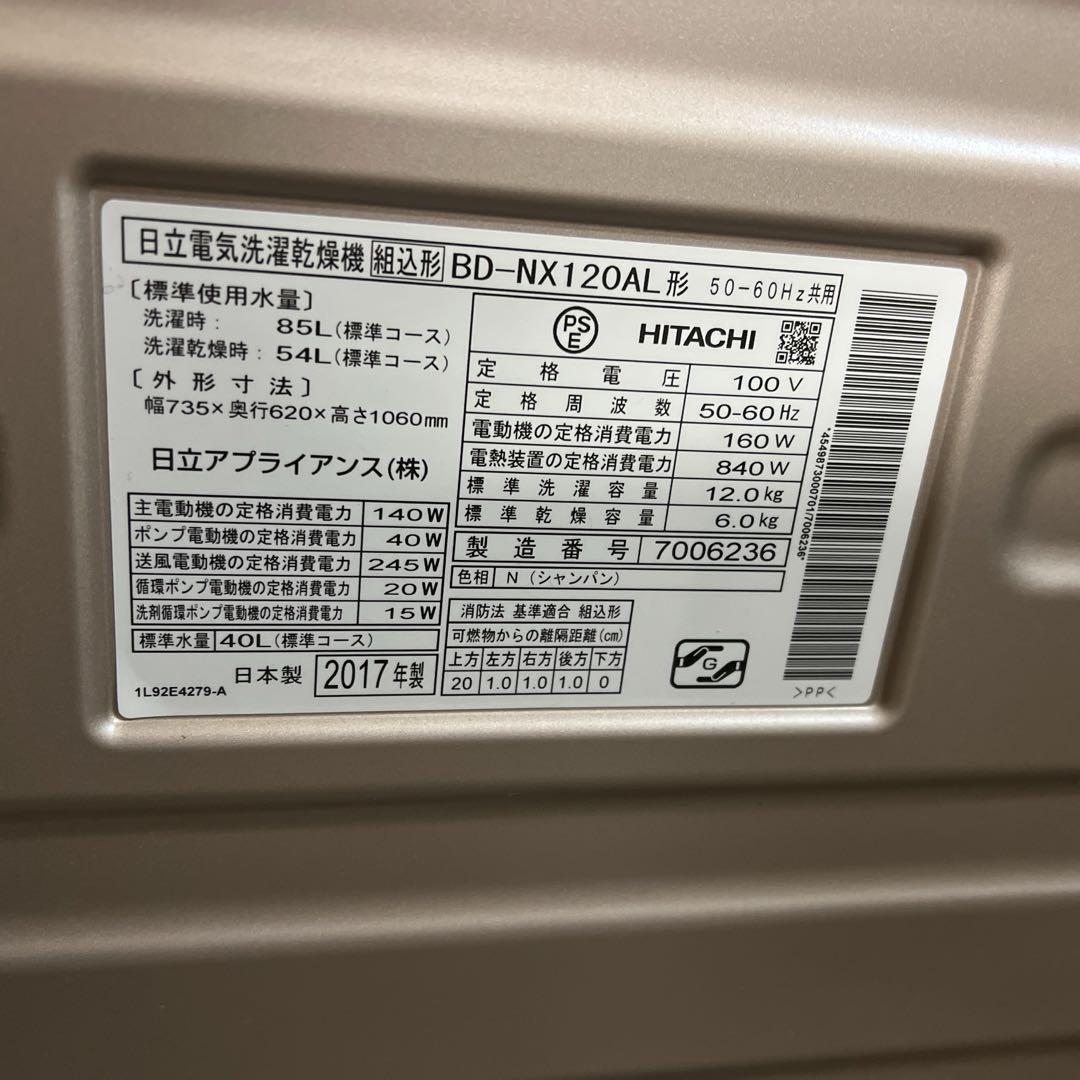 日立電気洗濯乾燥機 組込形 BD-NX120AL形 50-60Hz共用
〔標準使用水量〕
洗濯時： 85L(標準コース)
洗濯乾燥時：54L(標準コース)
〔外形寸法〕
幅735×奥行620×高さ1060mm
日立アプライアンス(株)
主電動機の定格消費電力 140W
ポンプ電動機の定格消費電力 40W
送風電動機の定格消費電力 245W
循環ポンプ電動機の定格消費電力 20W
洗剤循環ポンプ電動機の定格消費電力 15W
標準水量 40L(標準コース)
日本製 2017年製
1L92E4279-A
PSE HITACHI
定格電圧 100V
定格周波数 50-60Hz
電動機の定格消費電力 160W
電熱装置の定格消費電力 840W
標準洗濯容量 12.0kg
標準乾燥容量 6.0kg
製造番号 7006236
色相 N（シャンパン）
消防法 基準適合 組込形
可燃物からの離隔距離(cm)
上方 左方 右方 後方 下方
20 1.0 1.0 1.0 0
G
*4549873000701/7006236*
>PP<